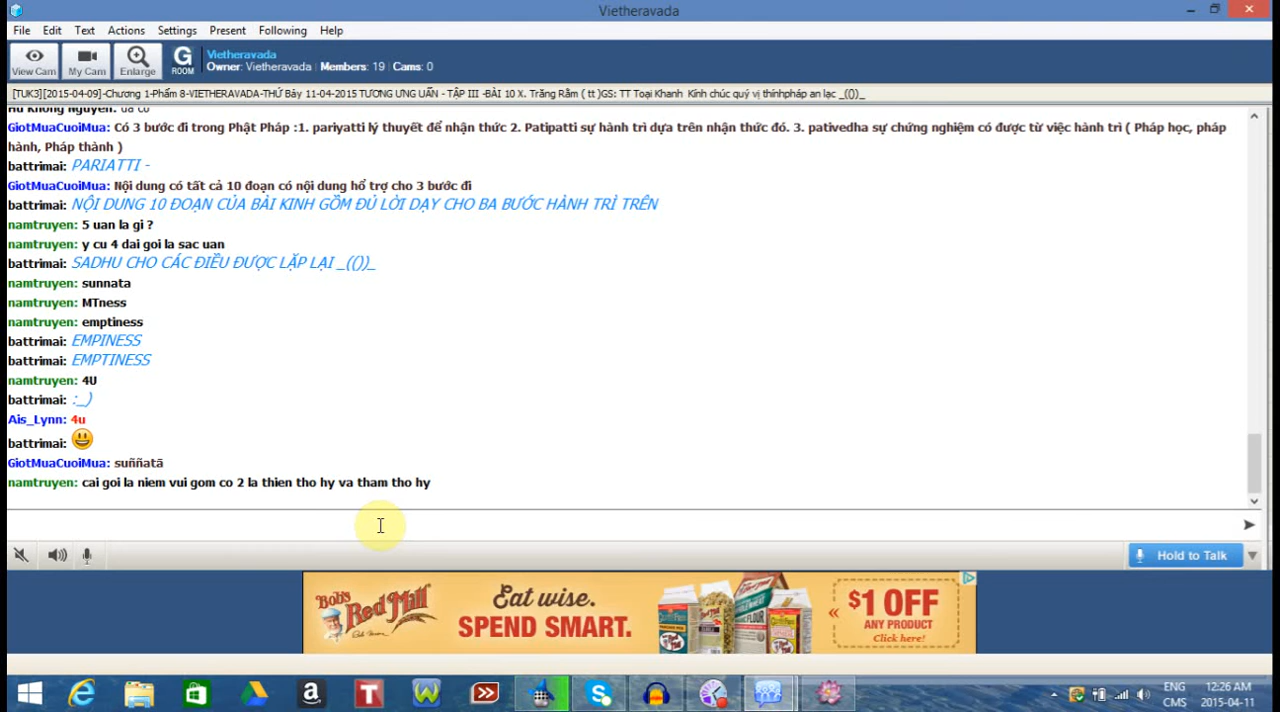 Vietheravada
File Edit Text Actions Settings Present Following Help
View Cam My Cam Enlarge G ROOM Vietheravada
Owner: Vietheravada | Members: 19 | Cams: 0
[TUK3][2015-04-09]-Chương 1-Phẩm 8-VIETHERAVADA-THỨ Bảy 11-04-2015 TƯƠNG ƯNG UẨN - TẬP III -BÀI 10 X. Trăng Rằm ( tt )GS: TT Toại Khanh Kính chúc quý vị thínhpháp an lạc _(())_
GiotMuaCuoiMua: Có 3 bước đi trong Phật Pháp :1. pariyatti lý thuyết để nhận thức 2. Patipatti sự hành trì dựa trên nhận thức đó. 3. pativedha sự chứng nghiệm có được từ việc hành trì ( Pháp học, pháp
hành, Pháp thành )
battrimai: PARIATTI -
GiotMuaCuoiMua: Nội dung có tất cả 10 đoạn có nội dung hổ trợ cho 3 bước đi
battrimai: NỘI DUNG 10 ĐOẠN CỦA BÀI KINH GỒM ĐỦ LỜI DẠY CHO BA BƯỚC HÀNH TRÌ TRÊN
namtruyen: 5 uan la gi ?
namtruyen: y cu 4 dai goi la sac uan
battrimai: SADHU CHO CÁC ĐIỀU ĐƯỢC LẶP LẠI _(())_
namtruyen: sunnata
namtruyen: MTness
namtruyen: emptiness
battrimai: EMPINESS
battrimai: EMPTINESS
namtruyen: 4U
battrimai: :_)
Ais_Lynn: 4u
battrimai:
GiotMuaCuoiMua: suññatā
namtruyen: cai goi la niem vui gom co 2 la thien tho hy va tham tho hy
Hold to Talk
Bob's Red Mill
Eat wise.
SPEND SMART.
$1 OFF
ANY PRODUCT
Click here!
ENG 12:26 AM
CMS 2015-04-11